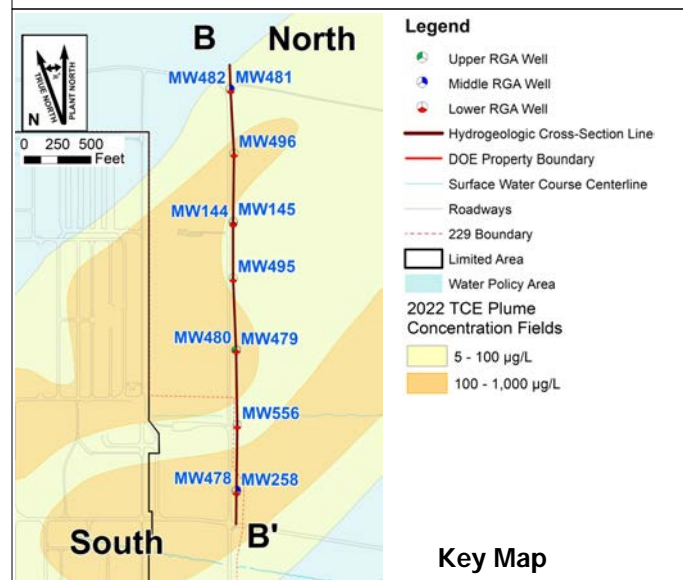 B North
MW482 MW481
TRUE NORTH
PLANT NORTH
N
0 250 500
Feet
MW496
MW144 MW145
MW495
MW480 MW479
MW556
MW478 MW258
South B'
Legend
Upper RGA Well
Middle RGA Well
Lower RGA Well
Hydrogeologic Cross-Section Line
DOE Property Boundary
Surface Water Course Centerline
Roadways
229 Boundary
Limited Area
Water Policy Area
2022 TCE Plume
Concentration Fields
5 - 100 µg/L
100 - 1,000 µg/L
Key Map